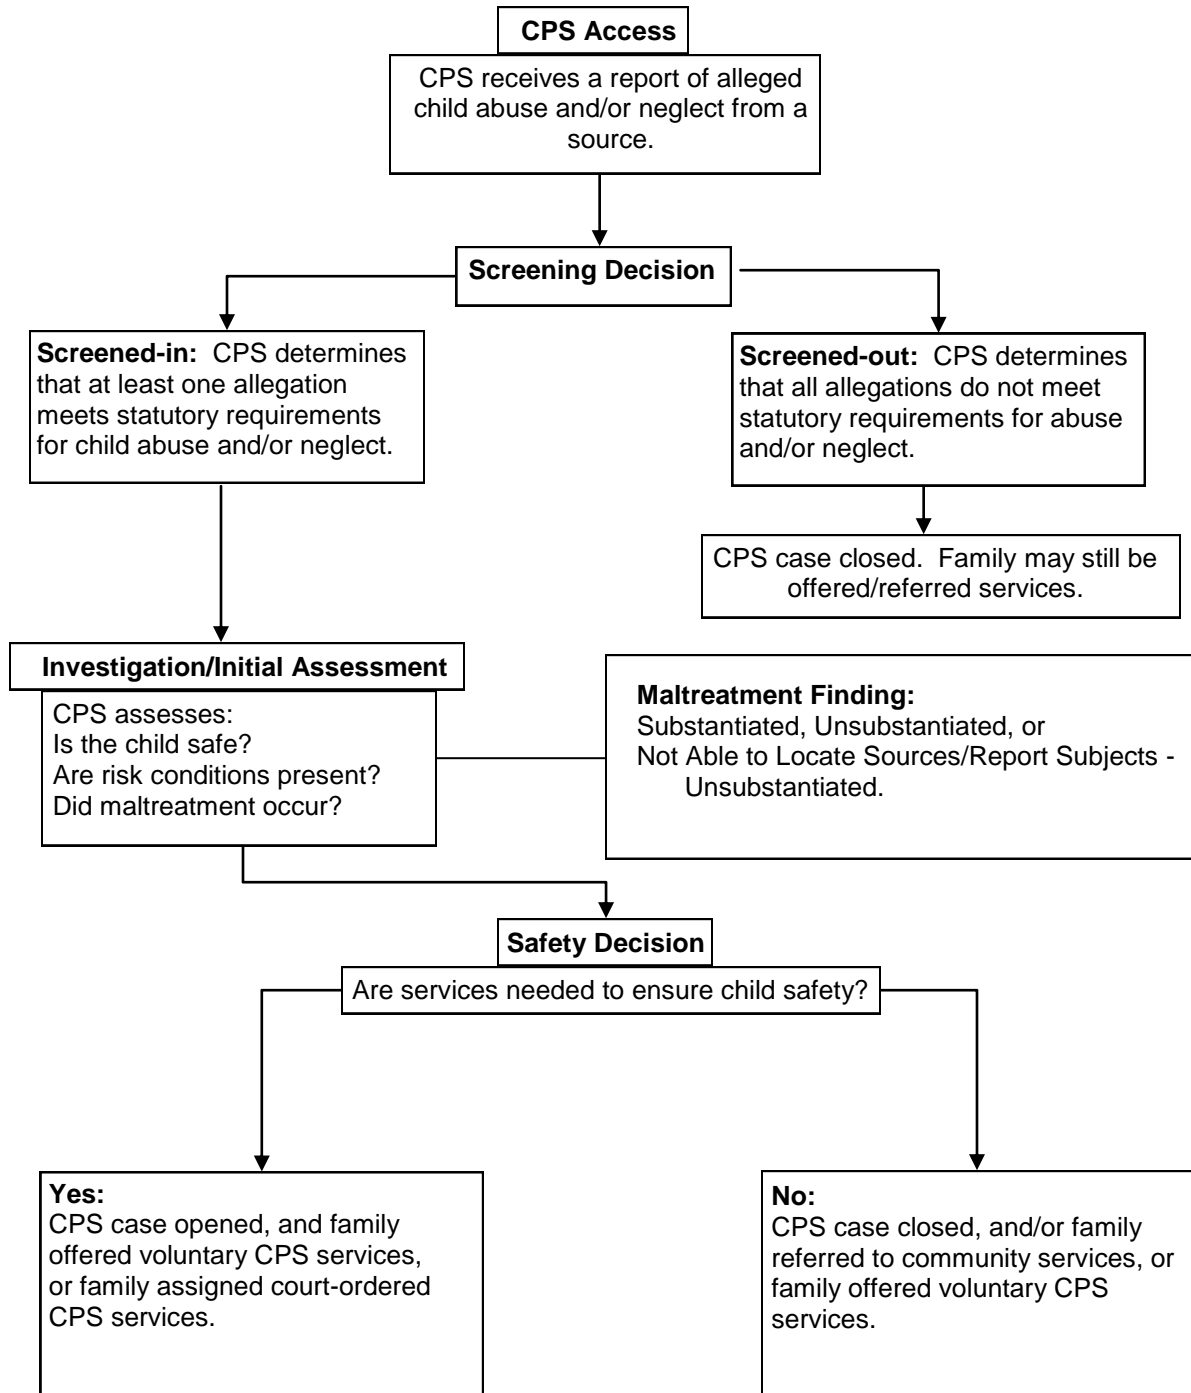 CPS Access
CPS receives a report of alleged
child abuse and/or neglect from a
source.
Screening Decision
Screened-in: CPS determines
that at least one allegation
meets statutory requirements
for child abuse and/or neglect.
Screened-out: CPS determines
that all allegations do not meet
statutory requirements for abuse
and/or neglect.
CPS case closed. Family may still be
offered/referred services.
Investigation/Initial Assessment
CPS assesses:
Is the child safe?
Are risk conditions present?
Did maltreatment occur?
Maltreatment Finding:
Substantiated, Unsubstantiated, or
Not Able to Locate Sources/Report Subjects -
Unsubstantiated.
Safety Decision
Are services needed to ensure child safety?
Yes:
CPS case opened, and family
offered voluntary CPS services,
or family assigned court-ordered
CPS services.
No:
CPS case closed, and/or family
referred to community services, or
family offered voluntary CPS
services.